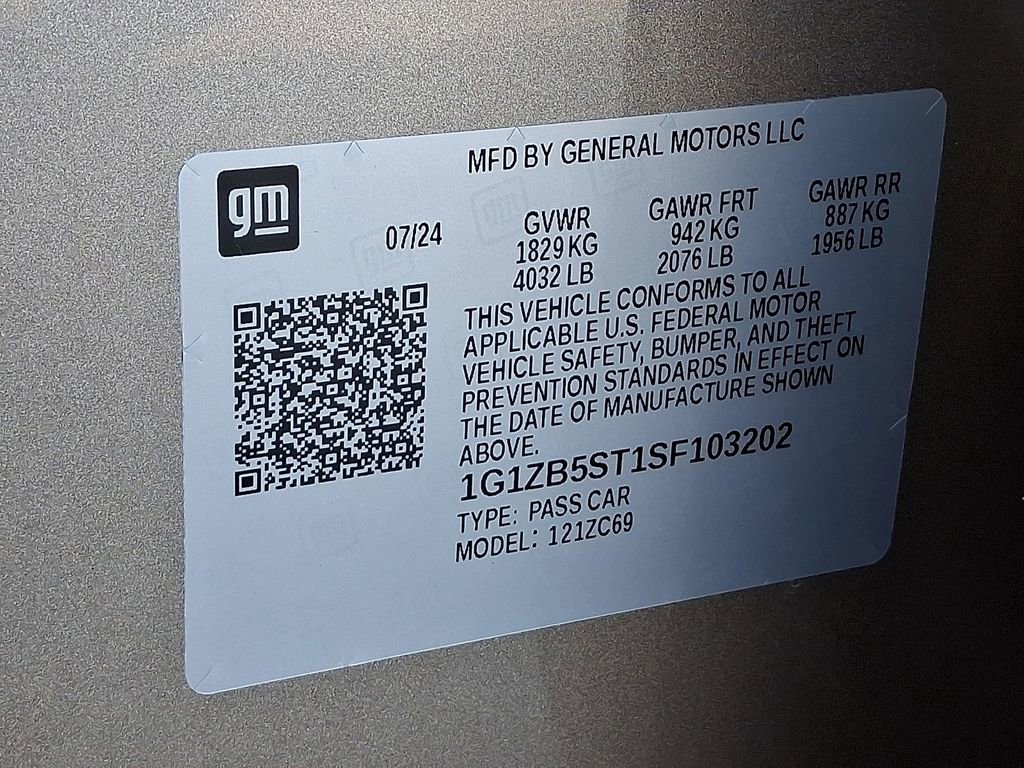 gm
MFD BY GENERAL MOTORS LLC
07/24
GVWR
1829 KG
4032 LB
GAWR FRT
942 KG
2076 LB
GAWR RR
887 KG
1956 LB
THIS VEHICLE CONFORMS TO ALL
APPLICABLE U.S. FEDERAL MOTOR
VEHICLE SAFETY, BUMPER, AND THEFT
PREVENTION STANDARDS IN EFFECT ON
THE DATE OF MANUFACTURE SHOWN
ABOVE.
1G1ZB5ST1SF103202
TYPE: PASS CAR
MODEL: 121ZC69